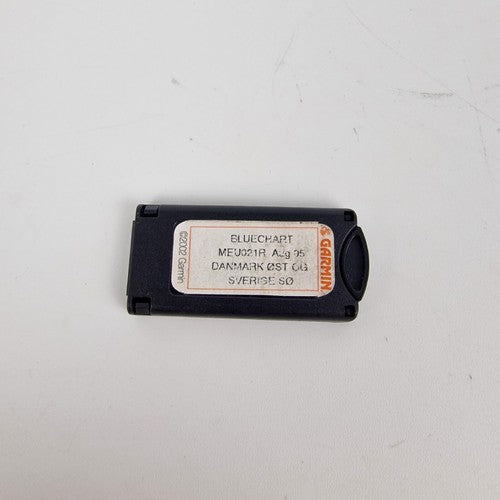 BLUECHART
MEU021R Aug 05
DANMARK ØST OG
SVERIGE SØ
GARMIN
©2002 Garmin